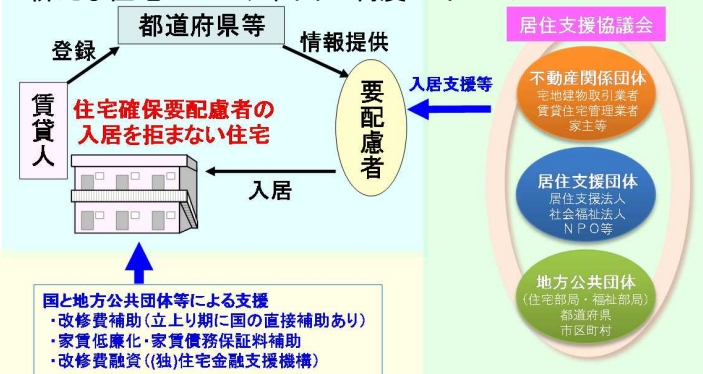 都道府県等
登録
情報提供
賃貸人
住宅確保要配慮者の
入居を拒まない住宅
要配慮者
入居
入居支援等
居住支援協議会
不動産関係団体
宅地建物取引業者
賃貸住宅管理業者
家主等
居住支援団体
居住支援法人
社会福祉法人
NPO等
地方公共団体
(住宅部局・福祉部局)
都道府県
市区町村
国と地方公共団体等による支援
・改修費補助(立上り期に国の直接補助あり)
・家賃低廉化・家賃債務保証料補助
・改修費融資((独)住宅金融支援機構)